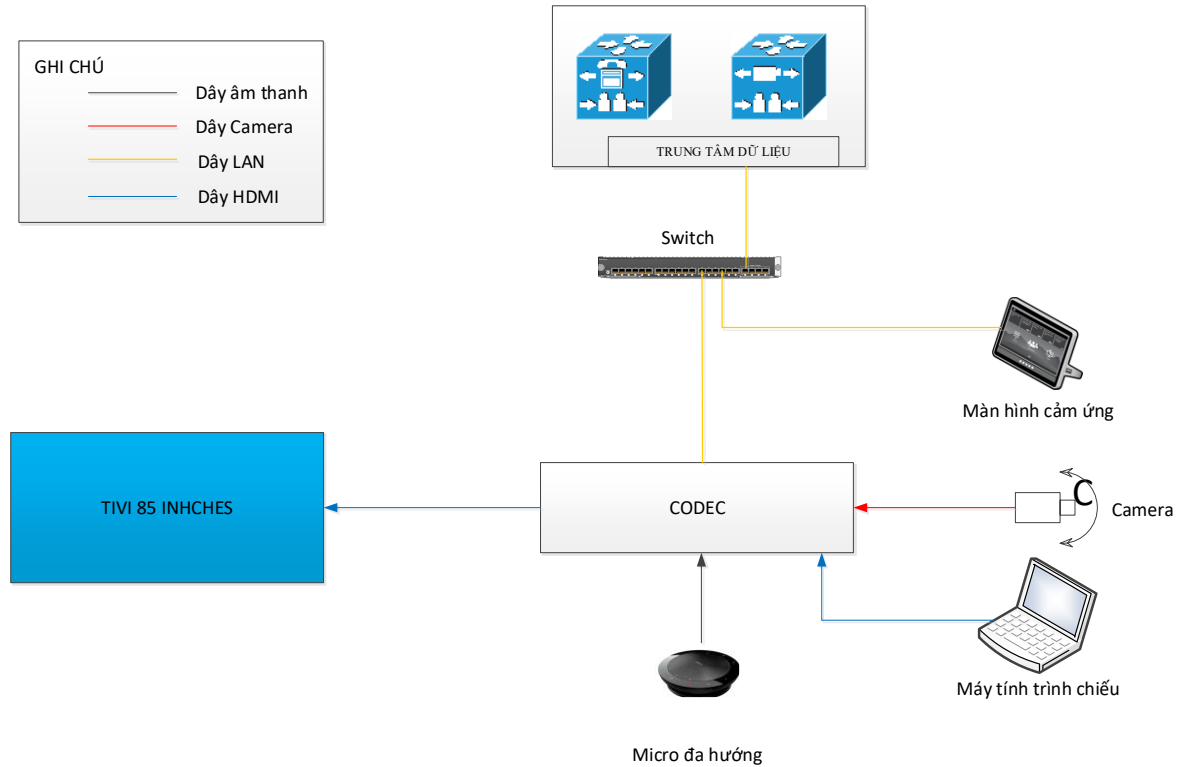 GHI CHÚ
Dây âm thanh
Dây Camera
Dây LAN
Dây HDMI
TRUNG TÂM DỮ LIỆU
Switch
Màn hình cảm ứng
TIVI 85 INHCHES
CODEC
C
Camera
Máy tính trình chiếu
Micro đa hướng